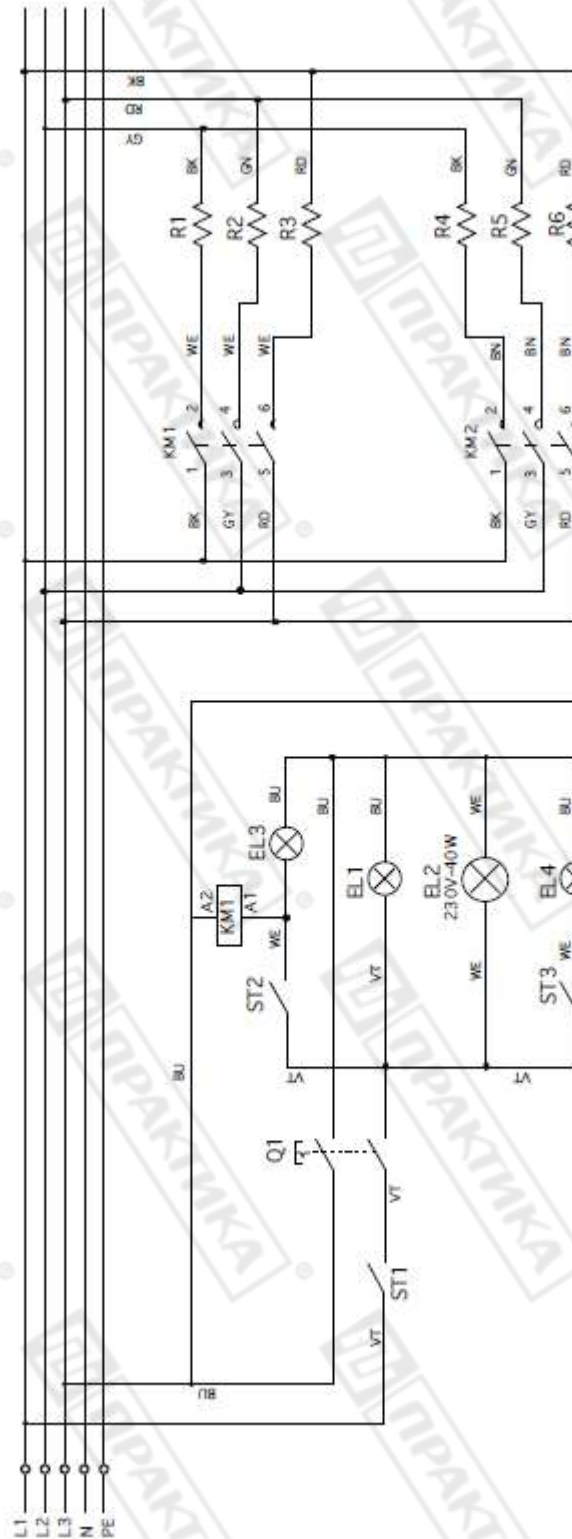 L1
L2
L3
N
PE
BK
RD
GY
BU
BU
KM1
A2
A1
KM1
1 2
3 4
5 6
BK
GY
RD
WE
WE
WE
R1
R2
R3
BK
GN
RD
Q1
ST2
WE
EL3
BU
BU
VT
ST1
VT
VT
VT
EL1
BU
EL2
230V-40W
WE
WE
VT
ST3
WE
EL4
BU
KM2
1 2
3 4
5 6
BK
GY
RD
BN
BN
BN
R4
R5
R6
BK
GN
RD
ПРАКТИКА